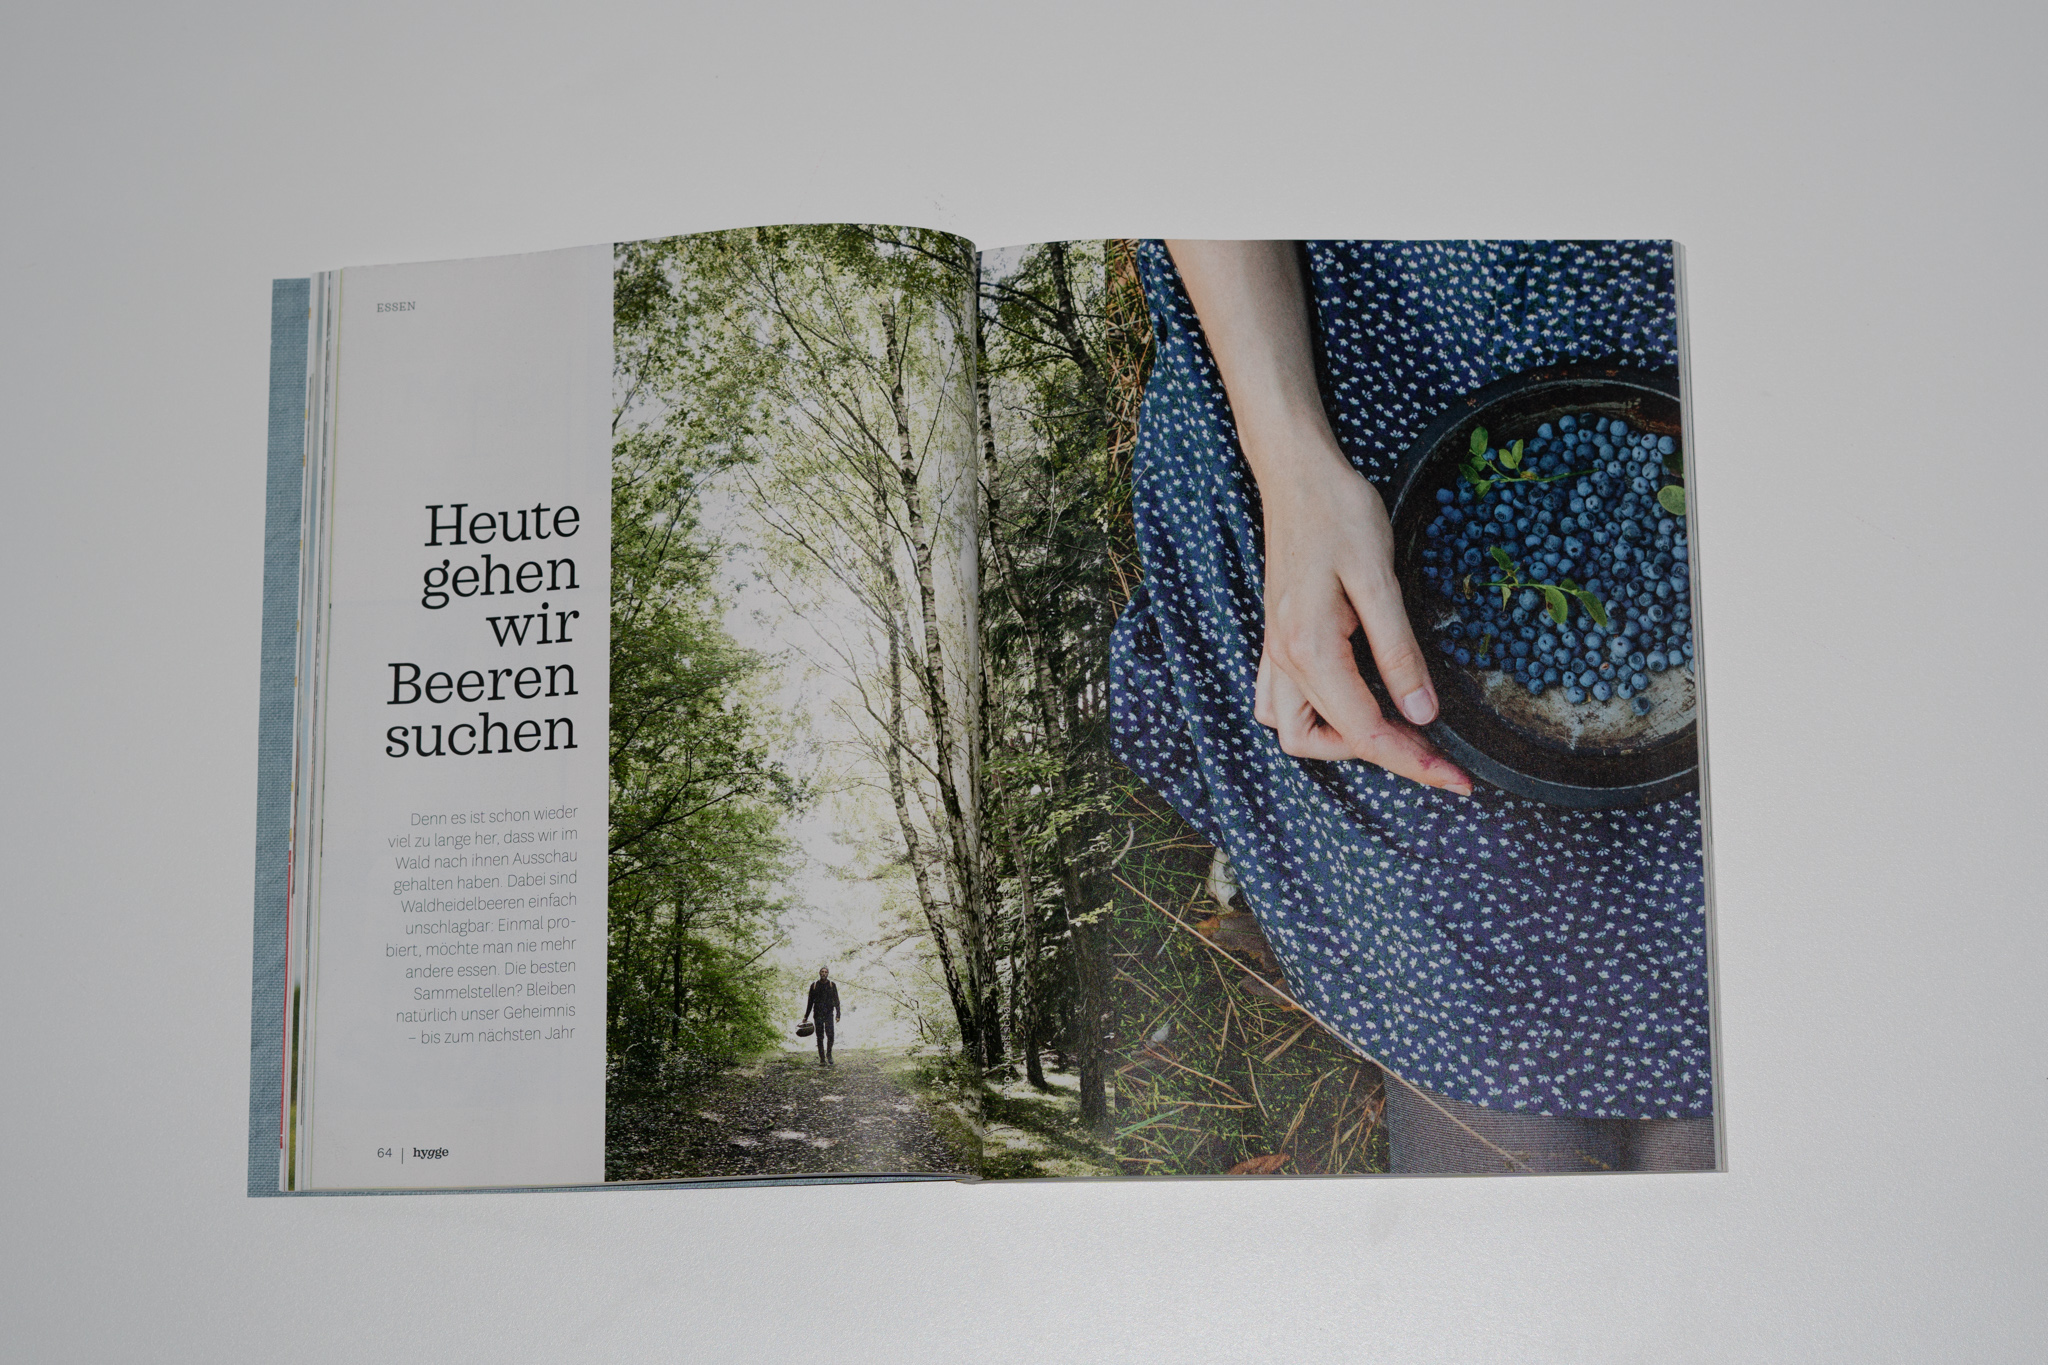 ESSEN
Heute
gehen
wir
Beeren
suchen
Denn es ist schon wieder
viel zu lange her, dass wir im
Wald nach ihnen Ausschau
gehalten haben. Dabei sind
Waldheidelbeeren einfach
unschlagbar: Einmal pro-
biert, möchte man nie mehr
andere essen. Die besten
Sammelstellen? Bleiben
natürlich unser Geheimnis
– bis zum nächsten Jahr
64 | hygge